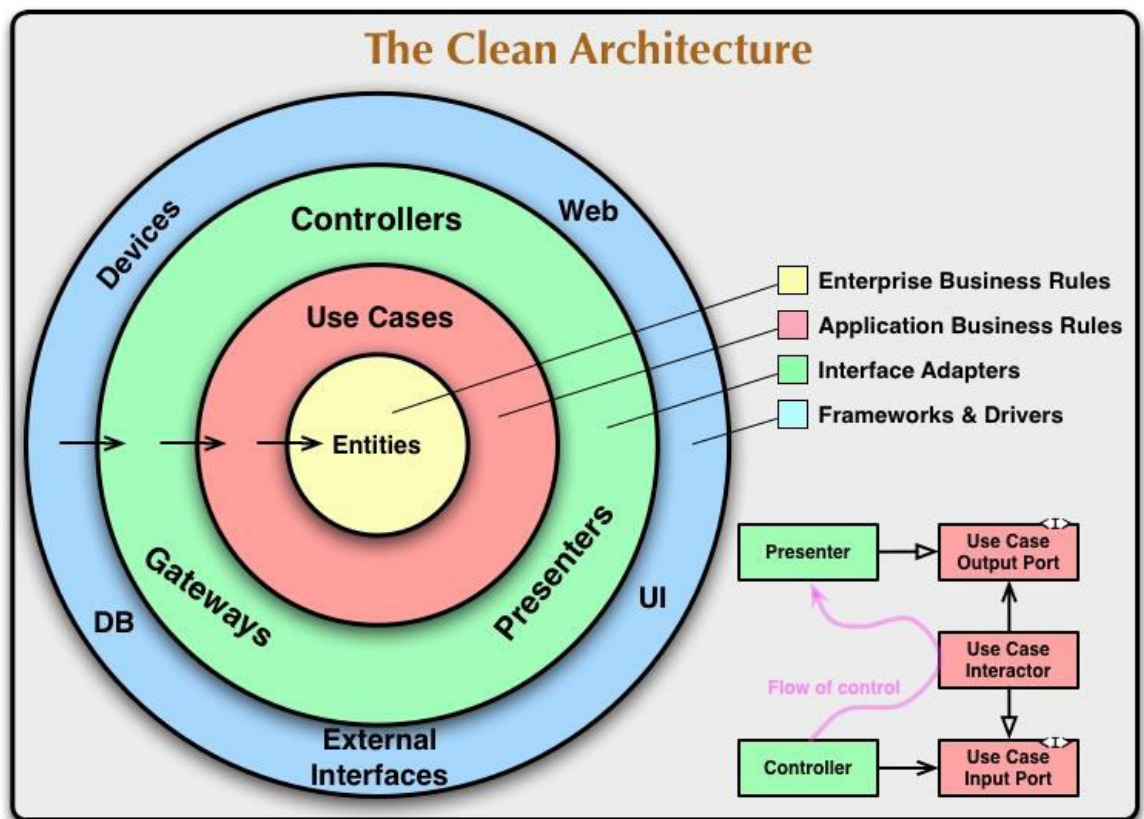 The Clean Architecture
Devices
Controllers
Web
Use Cases
Entities
Gateways
Presenters
DB
UI
External
Interfaces
Enterprise Business Rules
Application Business Rules
Interface Adapters
Frameworks & Drivers
Presenter
<I>
Use Case
Output Port
Use Case
Interactor
Flow of control
Controller
<I>
Use Case
Input Port